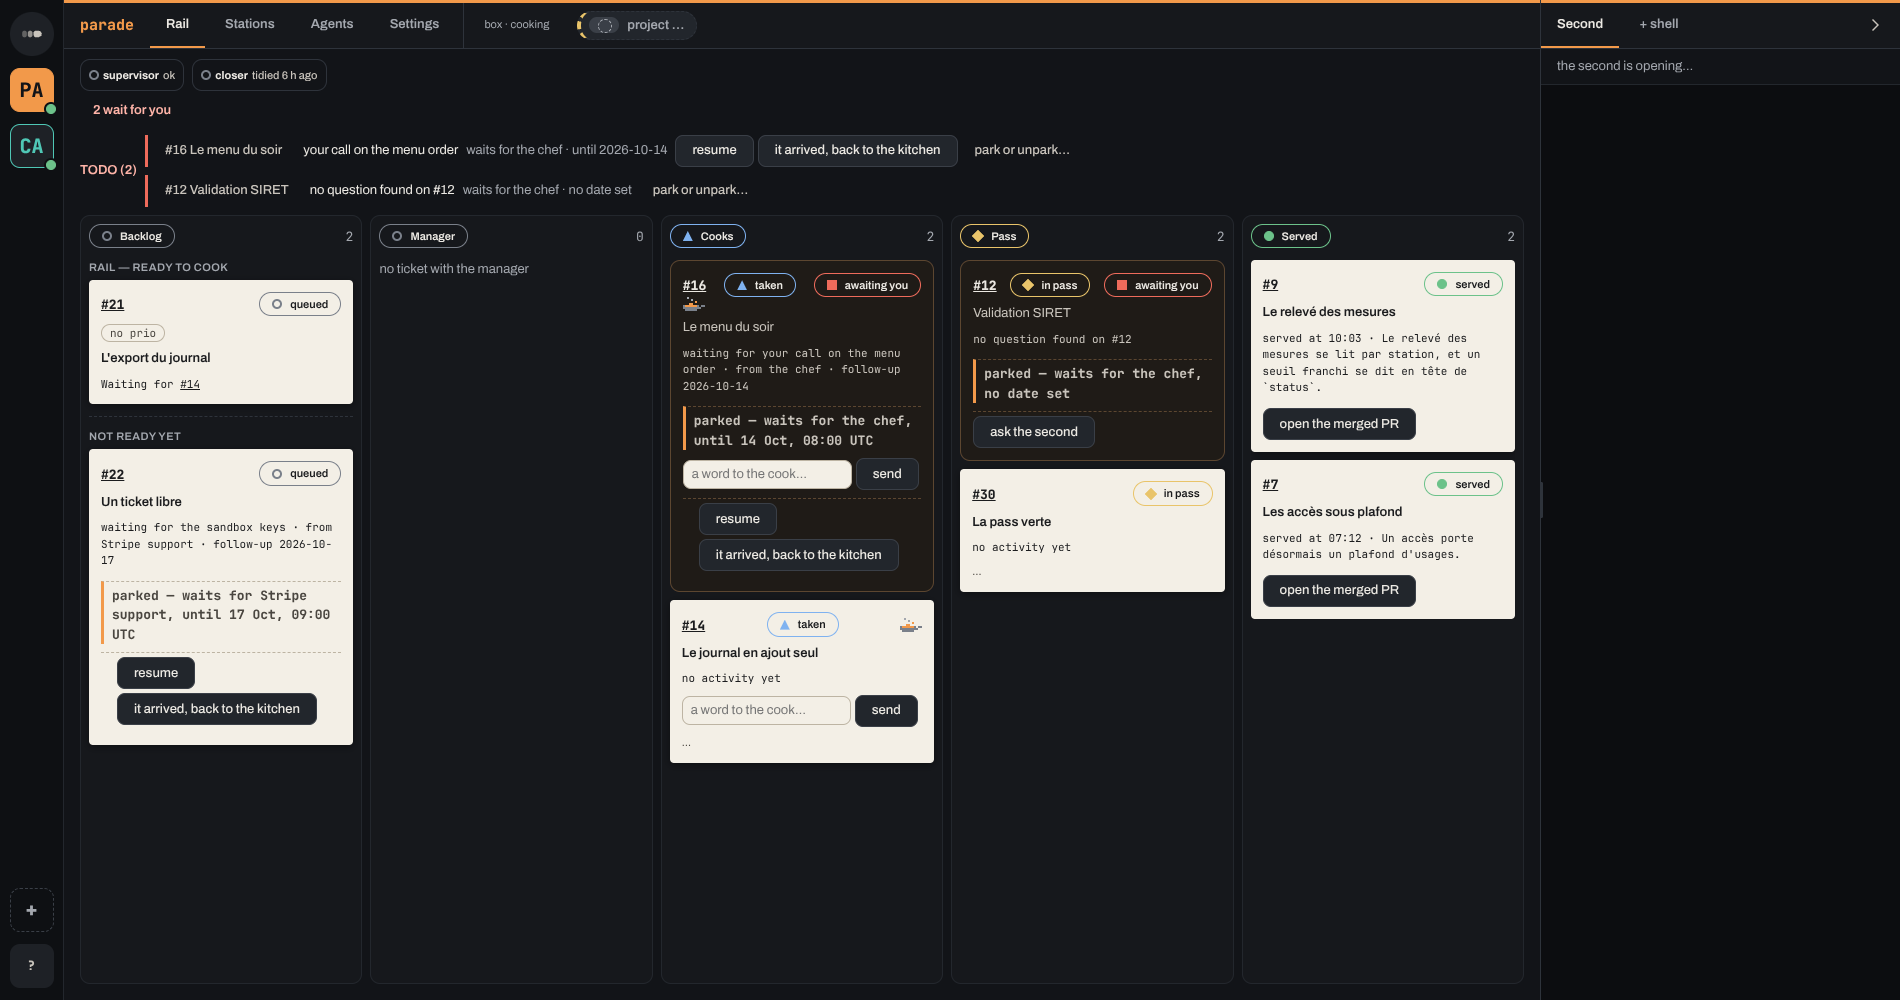 parade
Rail
Stations
Agents
Settings
box · cooking
project ...
Second
+ shell
the second is opening...
PA
CA
+
?
supervisor ok
closer tidied 6 h ago
2 wait for you
TODO (2)
#16 Le menu du soir your call on the menu order waits for the chef · until 2026-10-14 resume it arrived, back to the kitchen park or unpark...
#12 Validation SIRET no question found on #12 waits for the chef · no date set park or unpark...
Backlog 2
RAIL — READY TO COOK
#21 queued
no prio
L'export du journal
Waiting for #14
NOT READY YET
#22 queued
Un ticket libre
waiting for the sandbox keys · from
Stripe support · follow-up 2026-10-
17
parked — waits for Stripe
support, until 17 Oct, 09:00
UTC
resume
it arrived, back to the kitchen
Manager 0
no ticket with the manager
Cooks 2
#16 taken awaiting you
Le menu du soir
waiting for your call on the menu
order · from the chef · follow-up
2026-10-14
parked — waits for the chef,
until 14 Oct, 08:00 UTC
a word to the cook... send
resume
it arrived, back to the kitchen
#14 taken
Le journal en ajout seul
no activity yet
a word to the cook... send
...
Pass 2
#12 in pass awaiting you
Validation SIRET
no question found on #12
parked — waits for the chef,
no date set
ask the second
#30 in pass
La pass verte
no activity yet
...
Served 2
#9 served
Le relevé des mesures
served at 10:03 · Le relevé des
mesures se lit par station, et un
seuil franchi se dit en tête de
`status`.
open the merged PR
#7 served
Les accès sous plafond
served at 07:12 · Un accès porte
désormais un plafond d'usages.
open the merged PR